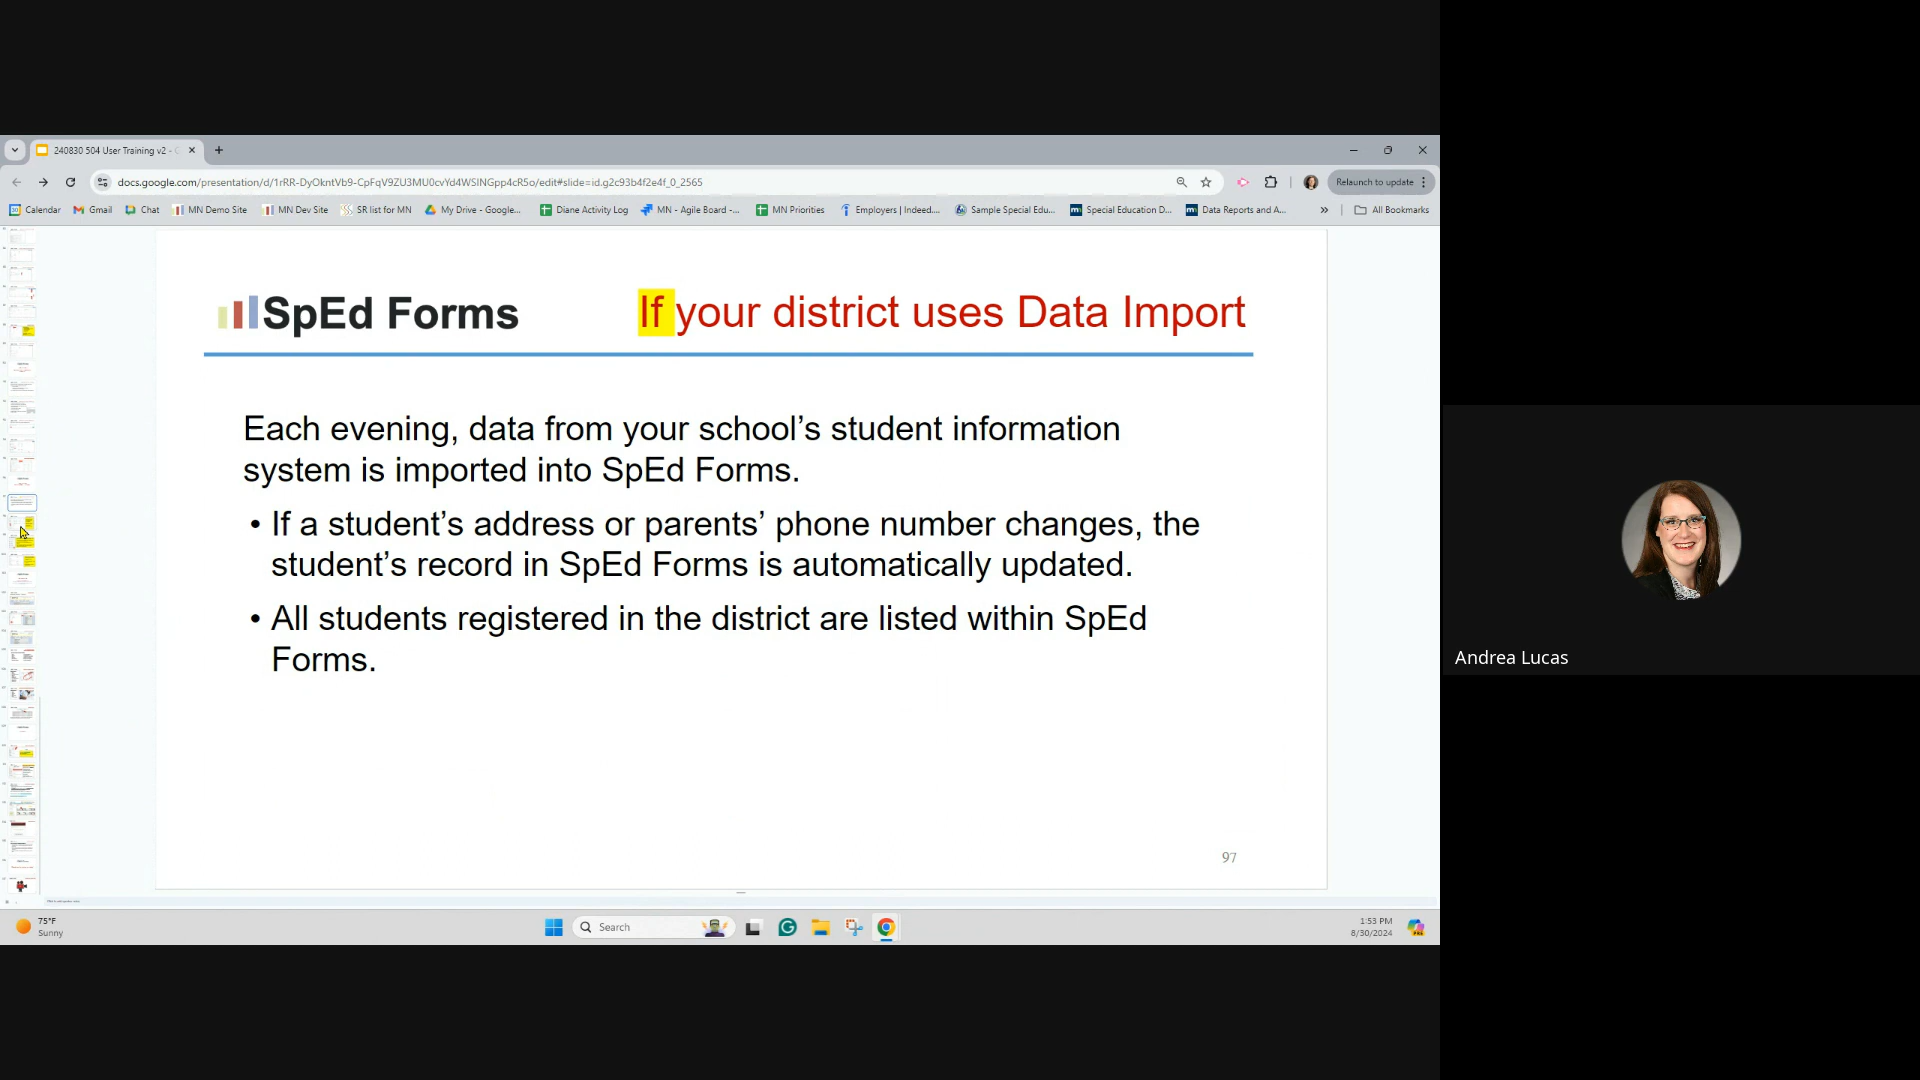 240830 504 User Training v2 -
docs.google.com/presentation/d/1rRR-DyOkntVb9-CpFqV9ZU3MU0cvYd4WSlNGpp4cR5o/edit#slide=id.g2c93b4f2e4f_0_2565
Relaunch to update
Calendar Gmail Chat MN Demo Site MN Dev Site SR list for MN My Drive - Google... Diane Activity Log MN - Agile Board -... MN Priorities Employers | Indeed.... Sample Special Edu... Special Education D... Data Reports and A... » All Bookmarks
SpEd Forms If your district uses Data Import
Each evening, data from your school’s student information
system is imported into SpEd Forms.
• If a student’s address or parents’ phone number changes, the
student’s record in SpEd Forms is automatically updated.
• All students registered in the district are listed within SpEd
Forms.
97
Andrea Lucas
75°F
Sunny
Search
1:53 PM
8/30/2024